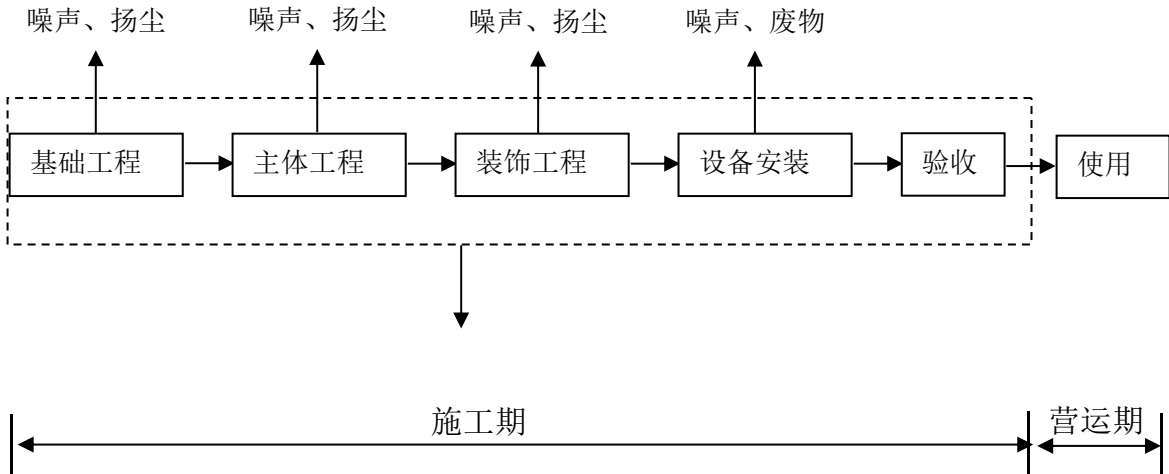 噪声、扬尘
噪声、扬尘
噪声、扬尘
噪声、废物
基础工程
主体工程
装饰工程
设备安装
验收
使用
施工期
营运期